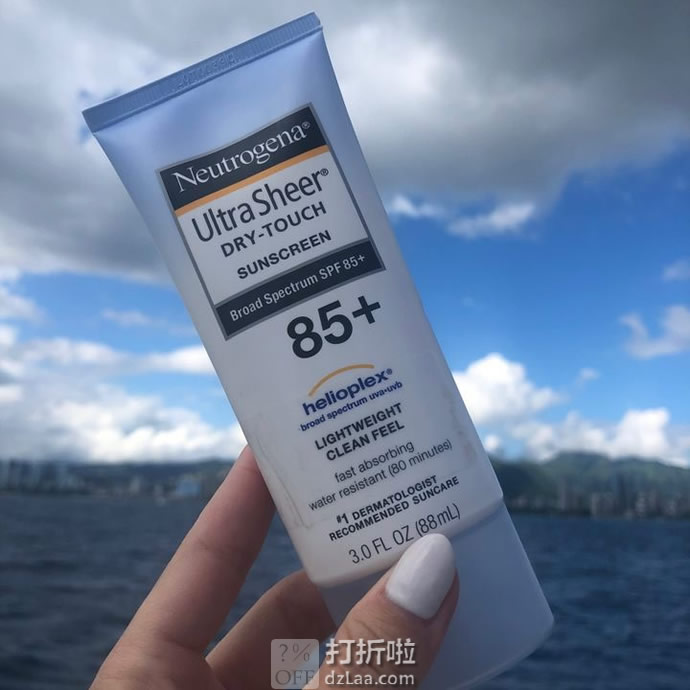 Neutrogena®
UltraSheer®
DRY-TOUCH
SUNSCREEN
Broad Spectrum SPF 85+
85+
helioplex®
broad spectrum uva•uvb
LIGHTWEIGHT
CLEAN FEEL
fast absorbing
water resistant (80 minutes)
#1 DERMATOLOGIST
RECOMMENDED SUNCARE
3.0 FL OZ (88mL)
?%
OFF
打折啦
dzLaa.com